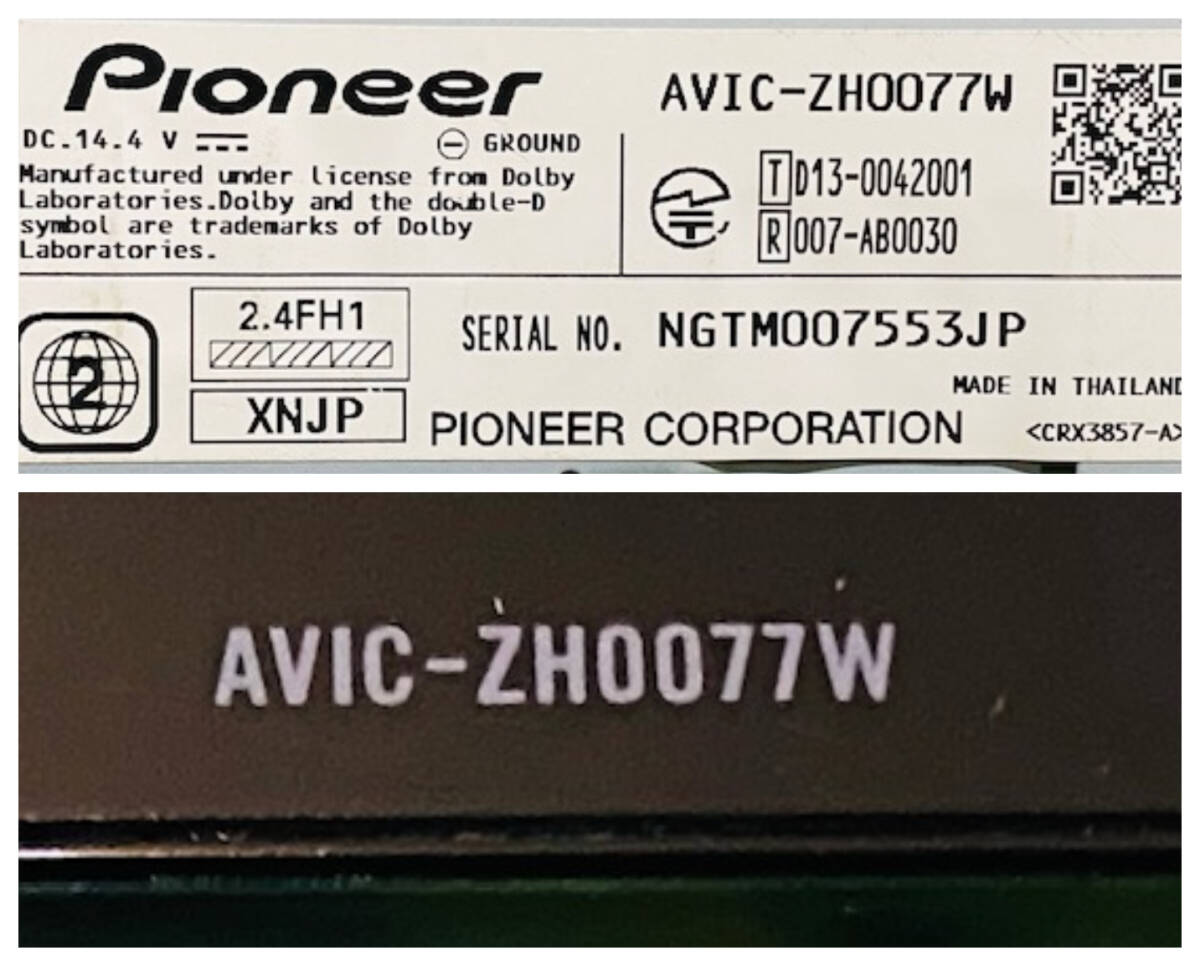 Pioneer
AVIC-ZH0077W
DC.14.4 V
GROUND
Manufactured under license from Dolby
Laboratories.Dolby and the double-D
symbol are trademarks of Dolby
Laboratories.
T D13-0042001
R 007-AB0030
2
2.4FH1
XNJP
SERIAL NO. NGTM007553JP
MADE IN THAILAND
PIONEER CORPORATION
<CRX3857-A>
AVIC-ZH0077W